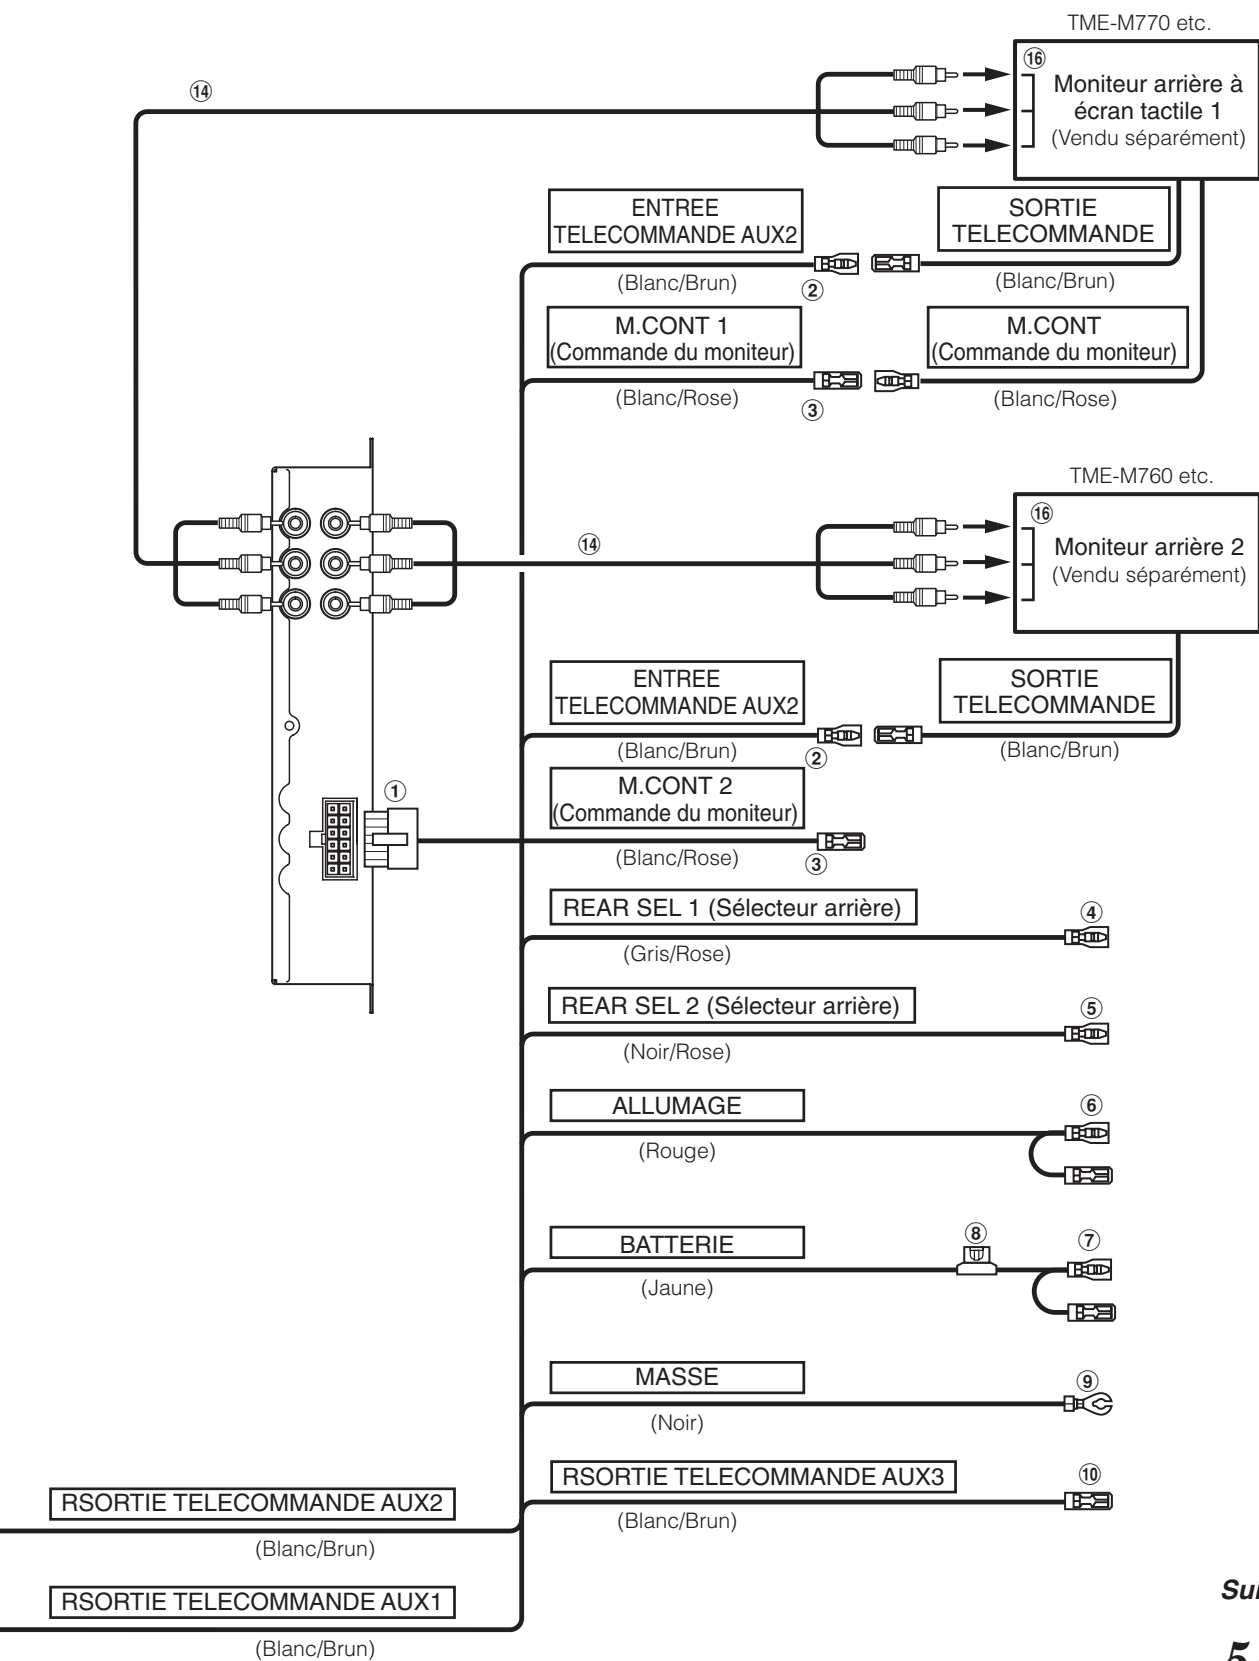 TME-M770 etc.
⑭
⑯
Moniteur arrière à
écran tactile 1
(Vendu séparément)
ENTREE
TELECOMMANDE AUX2
SORTIE
TELECOMMANDE
(Blanc/Brun)
②
(Blanc/Brun)
M.CONT 1
(Commande du moniteur)
M.CONT
(Commande du moniteur)
(Blanc/Rose)
③
(Blanc/Rose)
TME-M760 etc.
⑭
⑯
Moniteur arrière 2
(Vendu séparément)
ENTREE
TELECOMMANDE AUX2
SORTIE
TELECOMMANDE
(Blanc/Brun)
②
(Blanc/Brun)
①
M.CONT 2
(Commande du moniteur)
(Blanc/Rose)
③
REAR SEL 1 (Sélecteur arrière)
④
(Gris/Rose)
REAR SEL 2 (Sélecteur arrière)
⑤
(Noir/Rose)
ALLUMAGE
⑥
(Rouge)
BATTERIE
⑧
⑦
(Jaune)
MASSE
⑨
(Noir)
RSORTIE TELECOMMANDE AUX3
⑩
(Blanc/Brun)
RSORTIE TELECOMMANDE AUX2
(Blanc/Brun)
RSORTIE TELECOMMANDE AUX1
(Blanc/Brun)